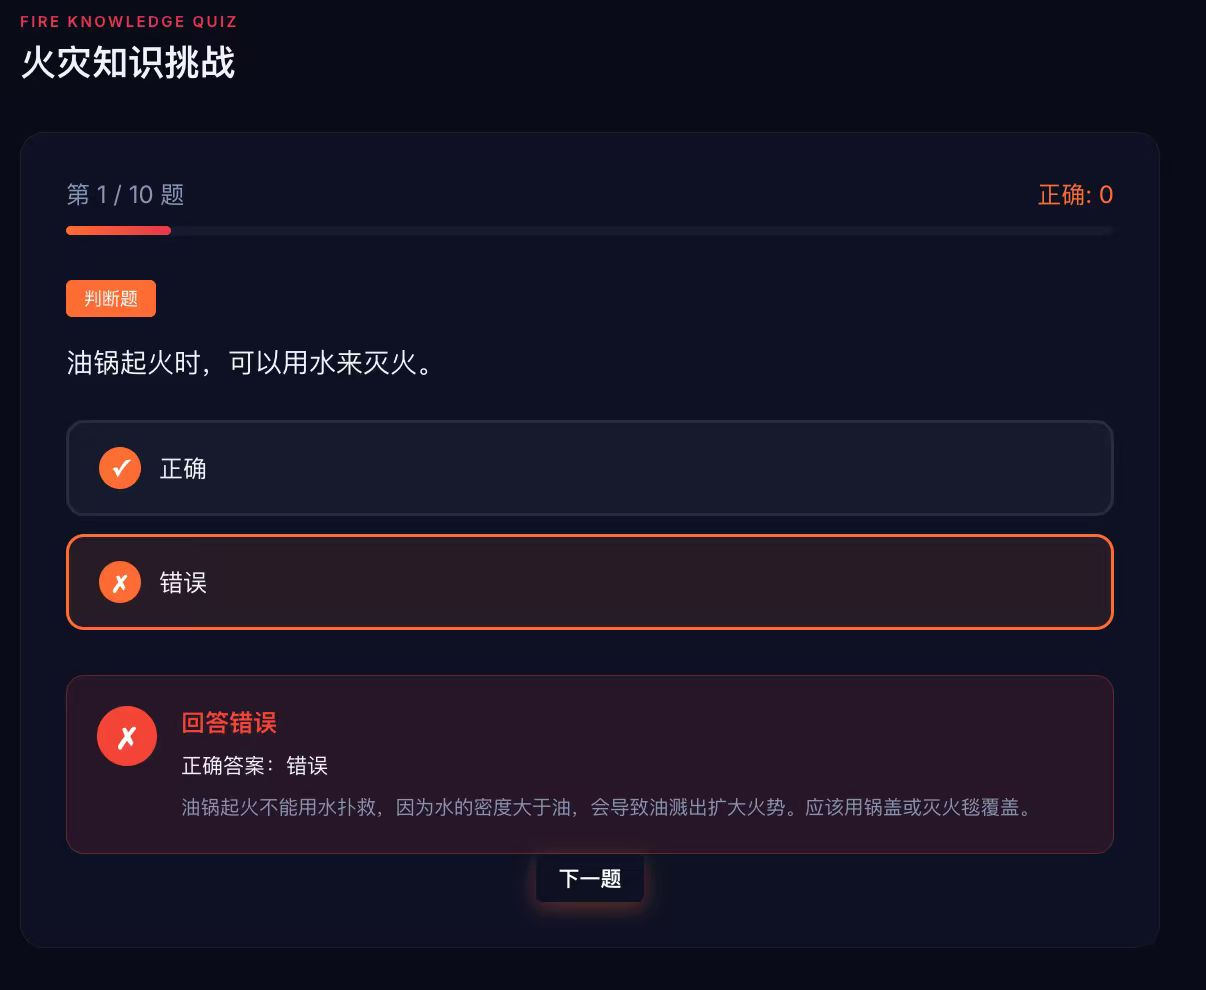 FIRE KNOWLEDGE QUIZ
火灾知识挑战
第 1 / 10 题
正确: 0
判断题
油锅起火时，可以用水来灭火。
✓ 正确
✗ 错误
✗
回答错误
正确答案：错误
油锅起火不能用水扑救，因为水的密度大于油，会导致油溅出扩大火势。应该用锅盖或灭火毯覆盖。
下一题